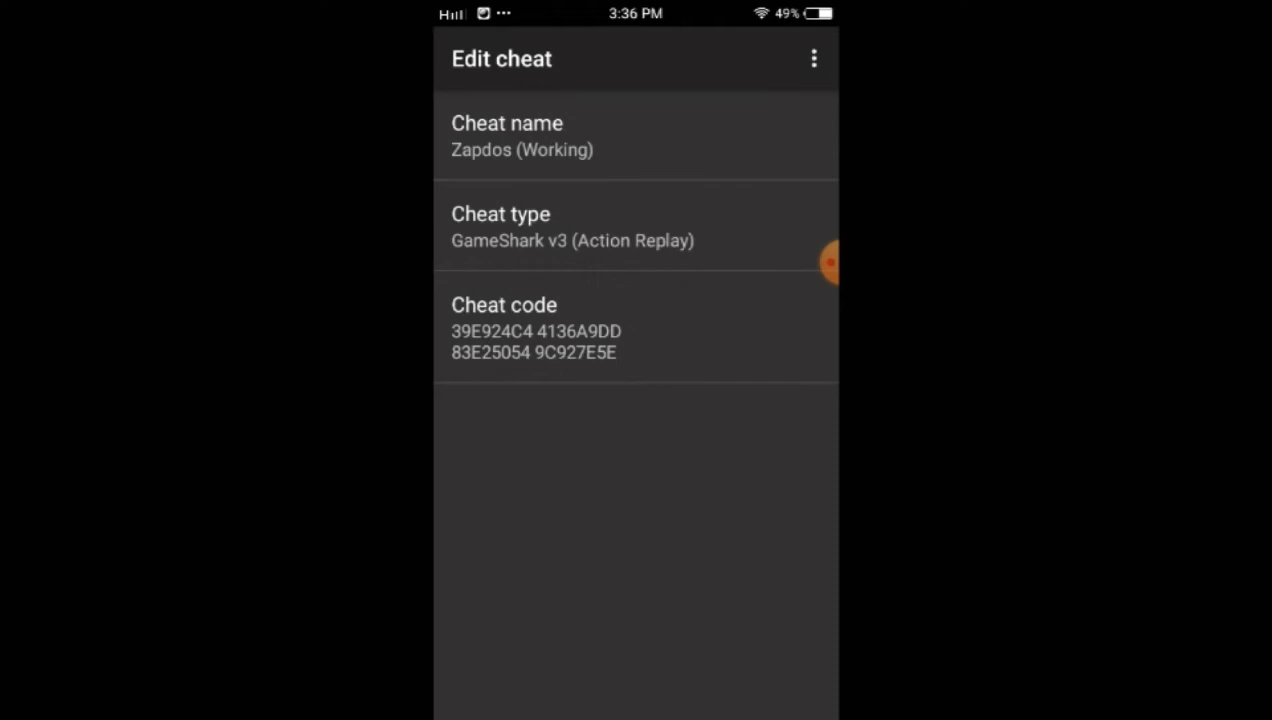 3:36 PM
49%
Edit cheat
Cheat name
Zapdos (Working)
Cheat type
GameShark v3 (Action Replay)
Cheat code
39E924C4 4136A9DD
83E25054 9C927E5E